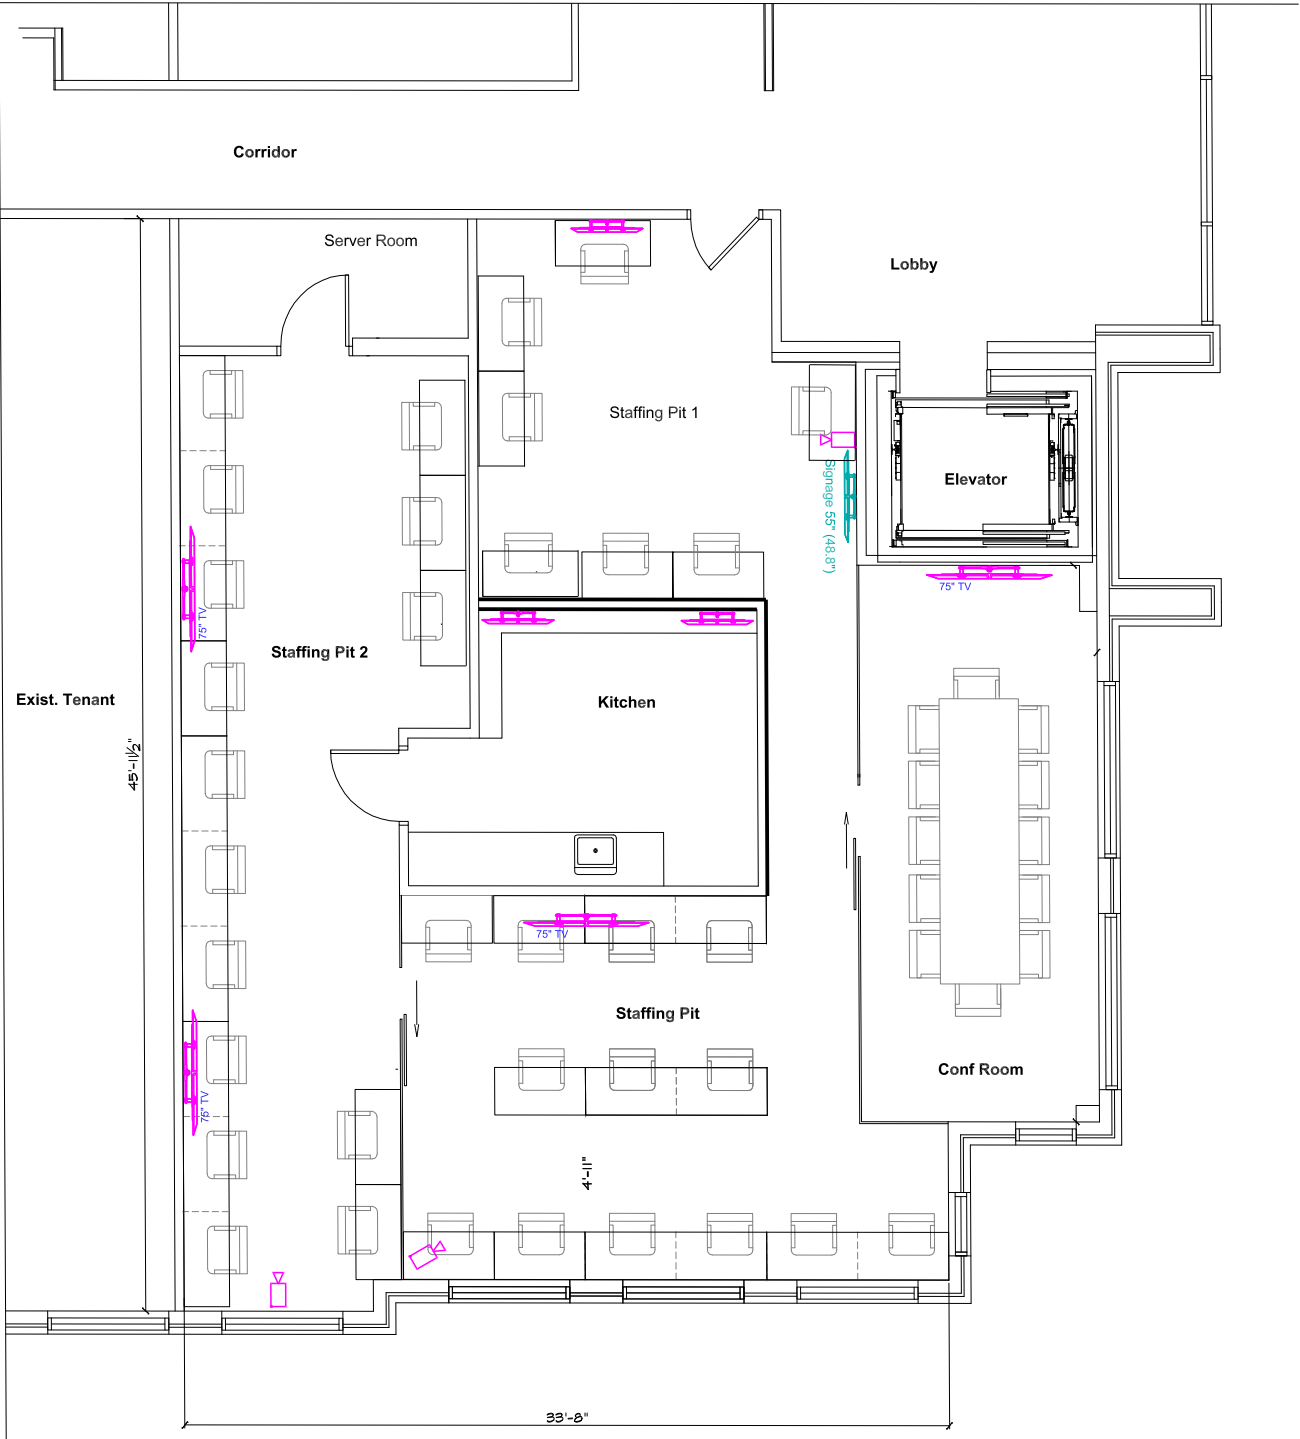 Corridor
Server Room
Lobby
Staffing Pit 1
Elevator
Signage 55" (48.8")
75" TV
75" TV
Staffing Pit 2
Exist. Tenant
Kitchen
45'-11½"
75" TV
Staffing Pit
Conf Room
75" TV
4'-11"
33'-8"